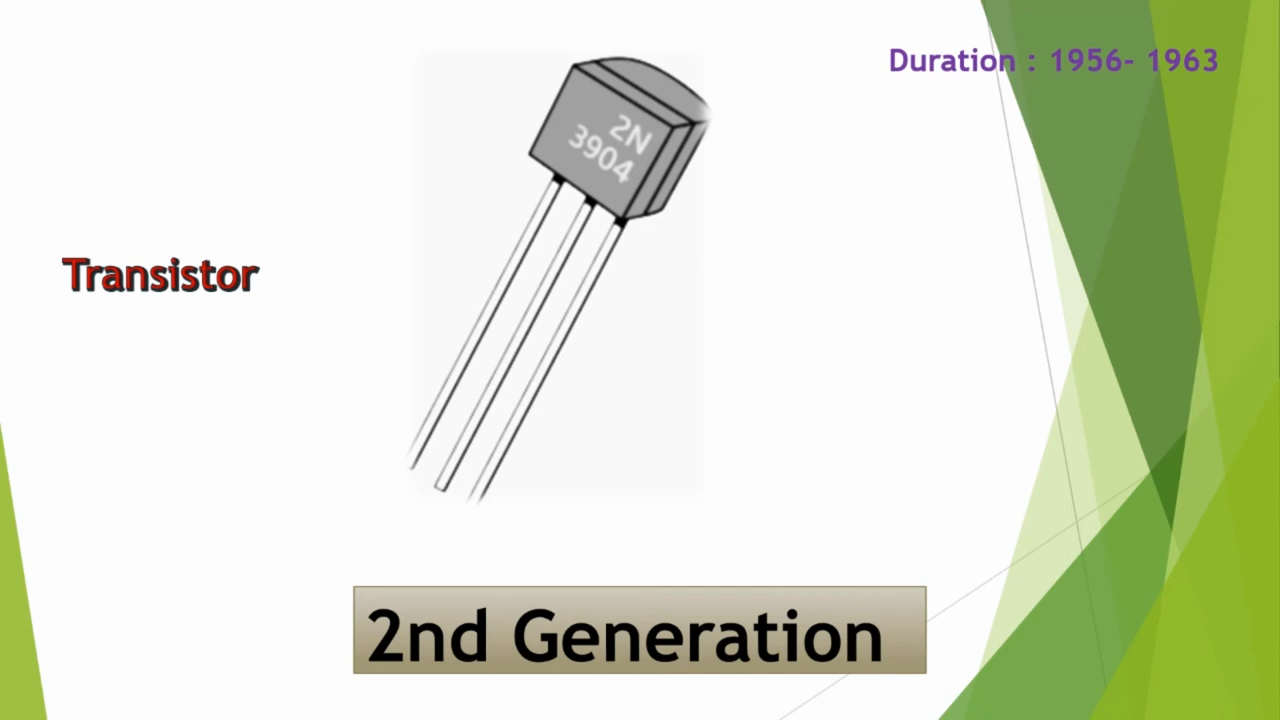 Duration : 1956- 1963
2N
3904
Transistor
2nd Generation